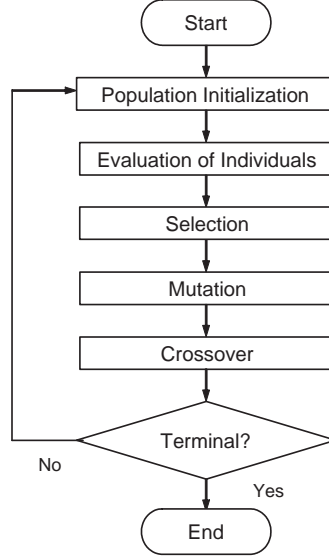 Start
Population Initialization
Evaluation of Individuals
Selection
Mutation
Crossover
Terminal?
No
Yes
End